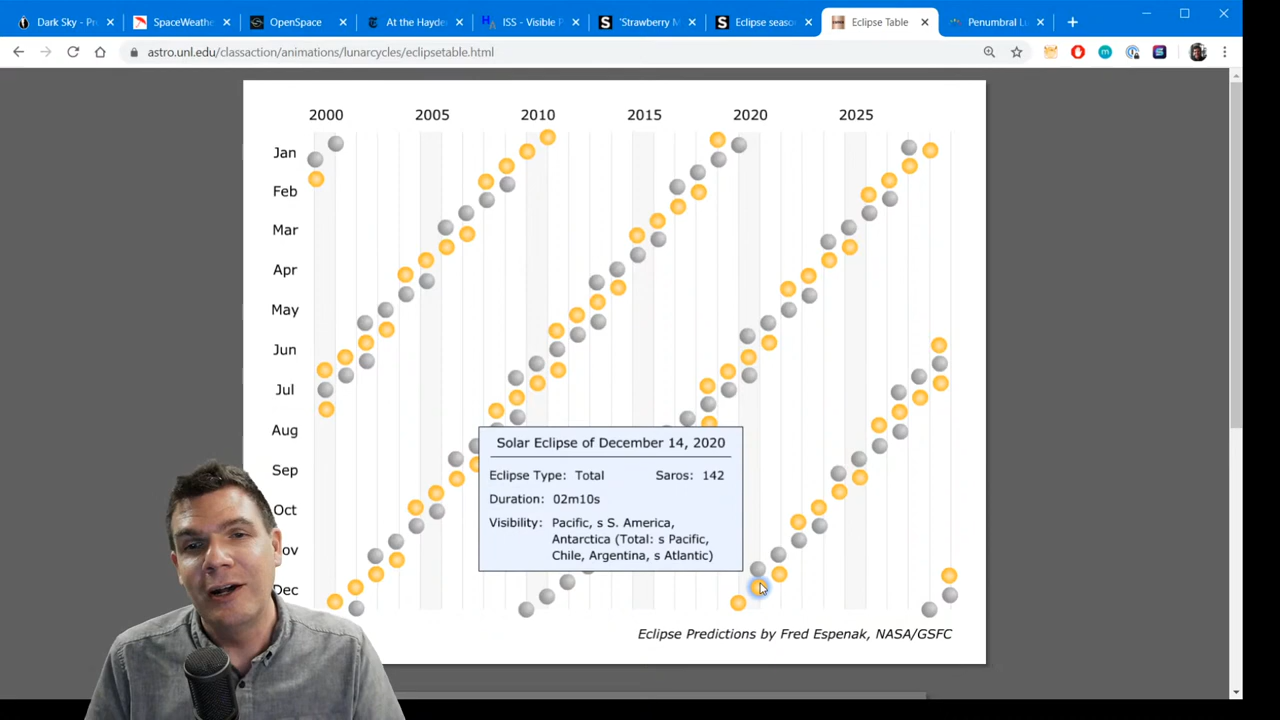 Dark Sky - Pre
SpaceWeathe
OpenSpace
At the Hayde
ISS - Visible P
'Strawberry M
Eclipse seaso
Eclipse Table
Penumbral L
astro.unl.edu/classaction/animations/lunarcycles/eclipsetable.html
2000 2005 2010 2015 2020 2025
Jan
Feb
Mar
Apr
May
Jun
Jul
Aug
Solar Eclipse of December 14, 2020
Sep
Eclipse Type: Total Saros: 142
Duration: 02m10s
Oct
Visibility: Pacific, s S. America,
Antarctica (Total: s Pacific,
ov
Chile, Argentina, s Atlantic)
Dec
Eclipse Predictions by Fred Espenak, NASA/GSFC